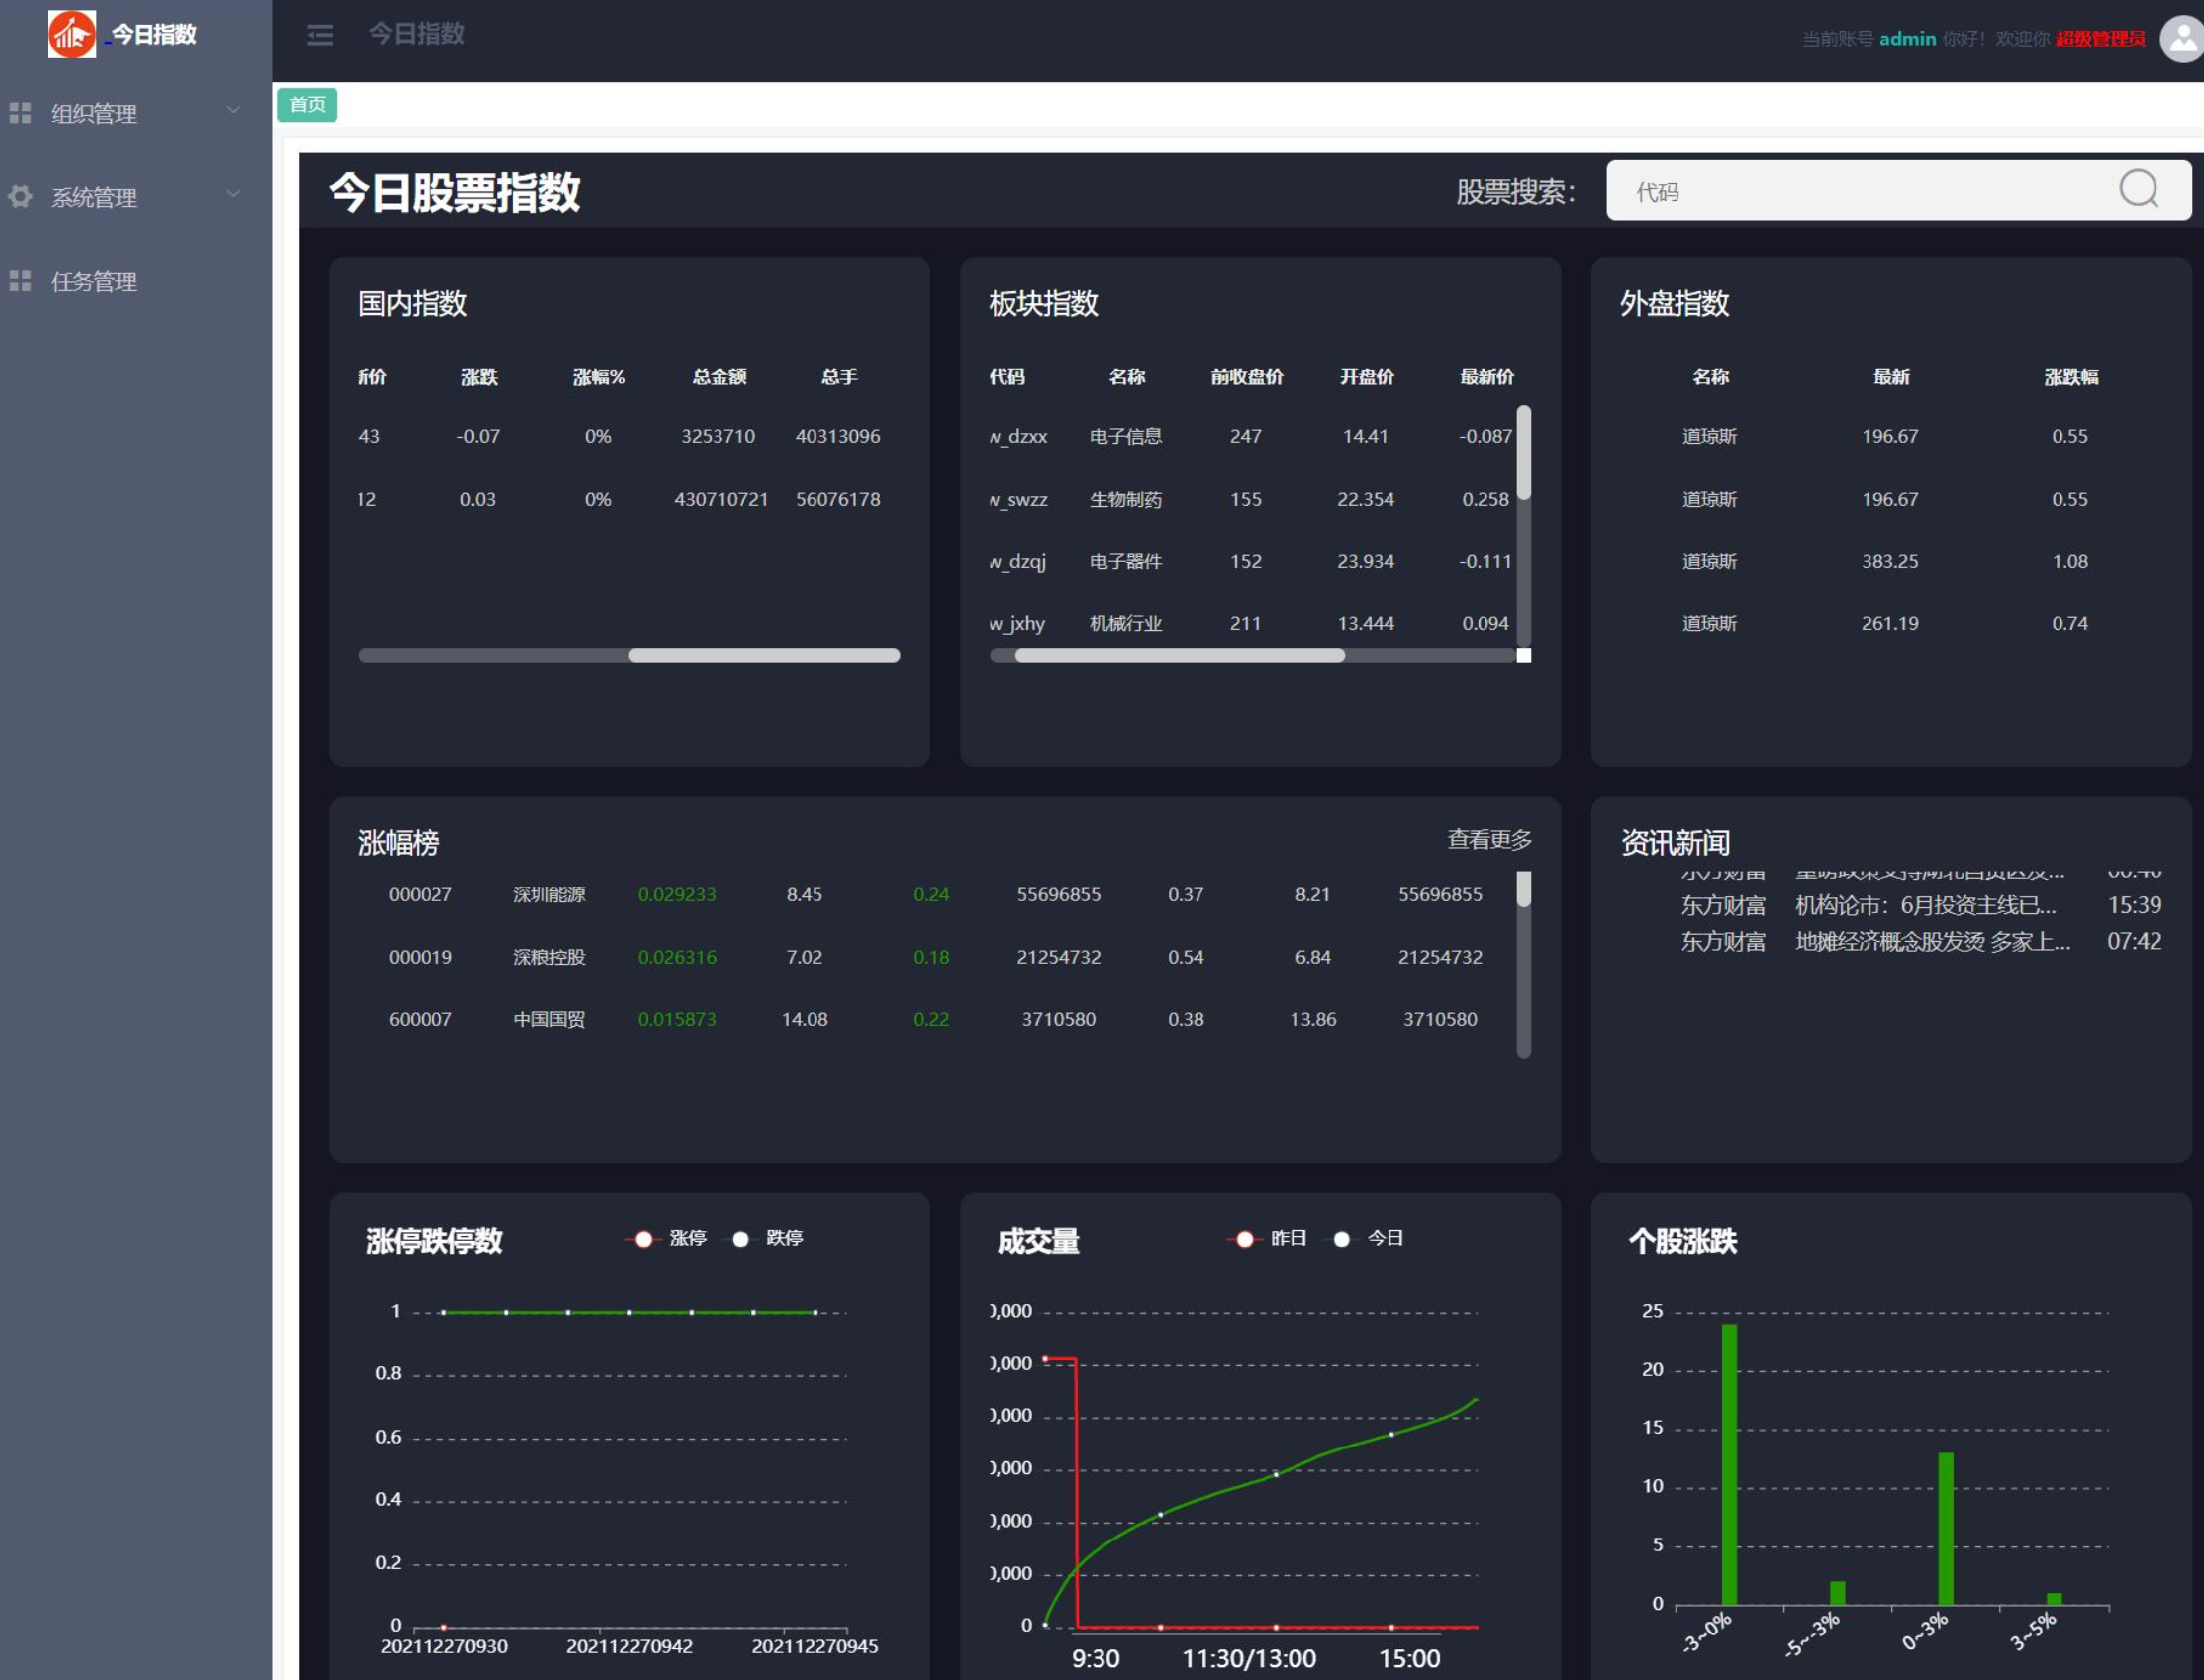 今日指数
今日指数
当前账号 admin 你好！欢迎你 超级管理员
组织管理
系统管理
任务管理
首页
今日股票指数
股票搜索：
代码
国内指数
价 涨跌 涨幅% 总金额 总手
43 -0.07 0% 3253710 40313096
12 0.03 0% 430710721 56076178
板块指数
代码 名称 前收盘价 开盘价 最新价
w_dzxx 电子信息 247 14.41 -0.087
w_swzz 生物制药 155 22.354 0.258
w_dzqj 电子器件 152 23.934 -0.111
w_jxhy 机械行业 211 13.444 0.094
外盘指数
名称 最新 涨跌幅
道琼斯 196.67 0.55
道琼斯 196.67 0.55
道琼斯 383.25 1.08
道琼斯 261.19 0.74
涨幅榜
查看更多
000027 深圳能源 0.029233 8.45 0.24 55696855 0.37 8.21 55696855
000019 深粮控股 0.026316 7.02 0.18 21254732 0.54 6.84 21254732
600007 中国国贸 0.015873 14.08 0.22 3710580 0.38 13.86 3710580
资讯新闻
东方财富
东方财富 机构论市：6月投资主线已... 15:39
东方财富 地摊经济概念股发烫 多家上... 07:42
涨停跌停数
涨停 跌停
1
0.8
0.6
0.4
0.2
0
202112270930 202112270942 202112270945
成交量
昨日 今日
0,000
0,000
0,000
0,000
0,000
0,000
0
9:30 11:30/13:00 15:00
个股涨跌
25
20
15
10
5
0
-3~0% -5~-3% 0~3% 3~5%